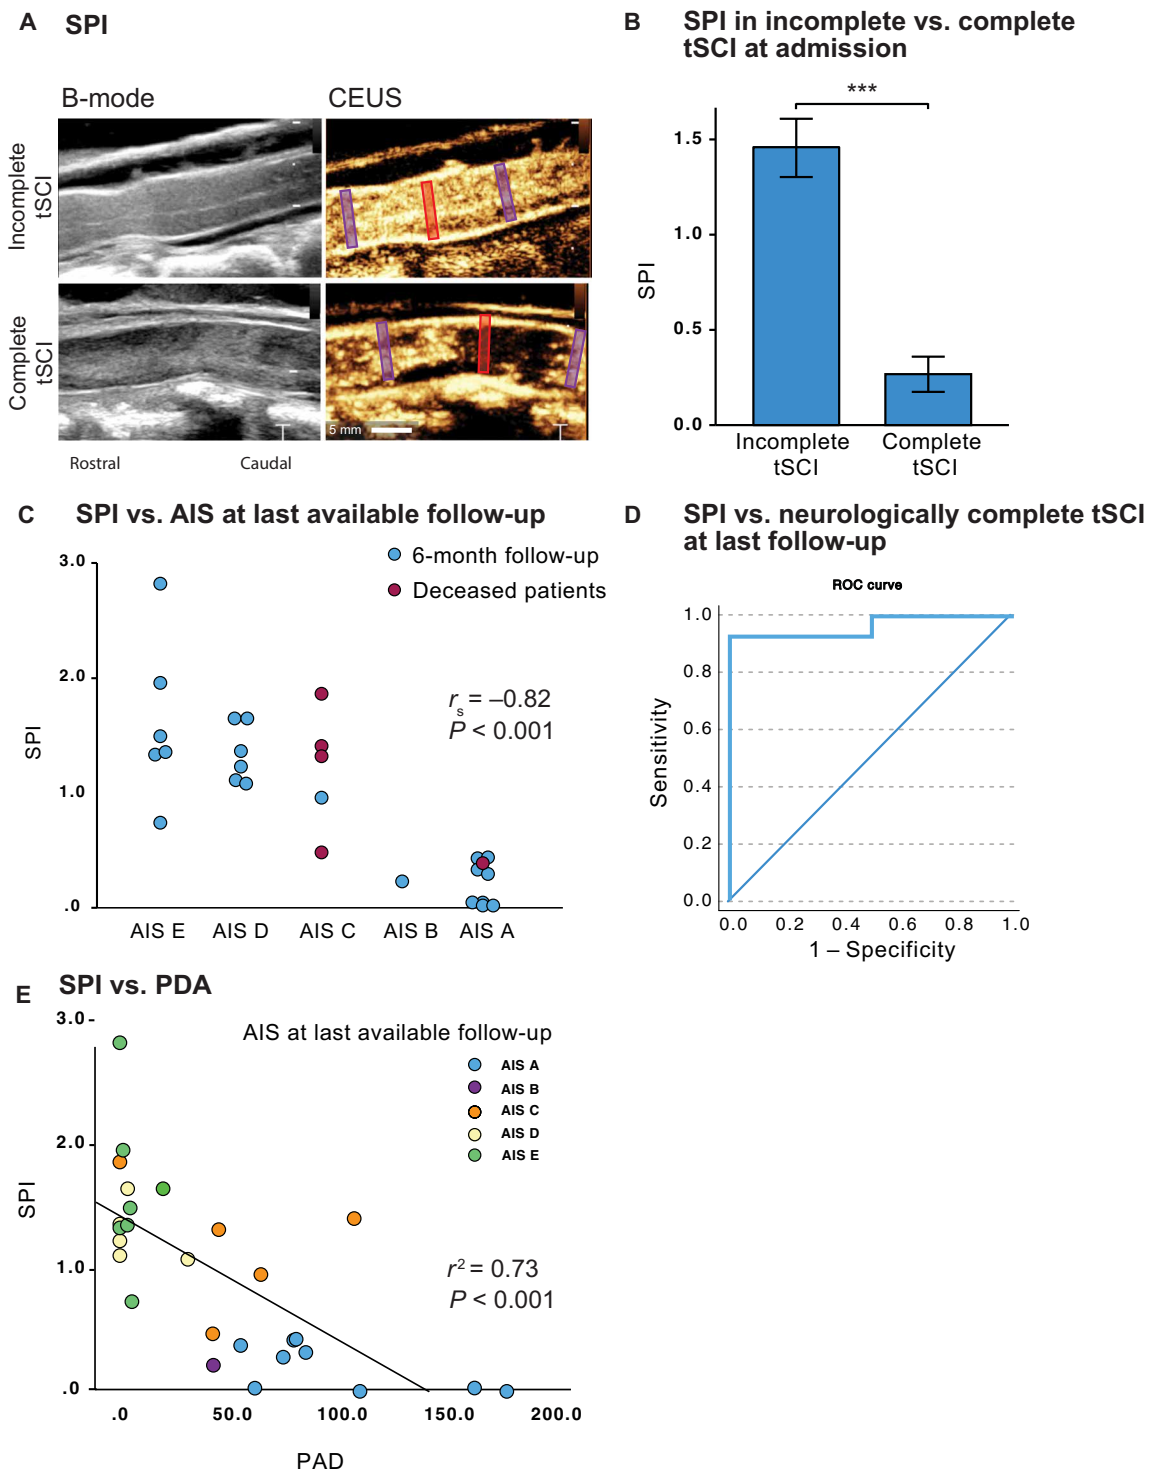 A SPI
B-mode CEUS
Incomplete
tSCI
Complete
tSCI
5 mm
Rostral Caudal
B SPI in incomplete vs. complete
tSCI at admission
***
1.5
1.0
0.5
0.0
SPI
Incomplete
tSCI
Complete
tSCI
C SPI vs. AIS at last available follow-up
6-month follow-up
Deceased patients
3.0
2.0
1.0
.0
SPI
rs = –0.82
P < 0.001
AIS E AIS D AIS C AIS B AIS A
D SPI vs. neurologically complete tSCI
at last follow-up
ROC curve
1.0
0.8
0.6
0.4
0.2
0.0
Sensitivity
0.0 0.2 0.4 0.6 0.8 1.0
1 – Specificity
E SPI vs. PDA
AIS at last available follow-up
AIS A
AIS B
AIS C
AIS D
AIS E
3.0
2.0
1.0
.0
SPI
r² = 0.73
P < 0.001
.0 50.0 100.0 150.0 200.0
PAD